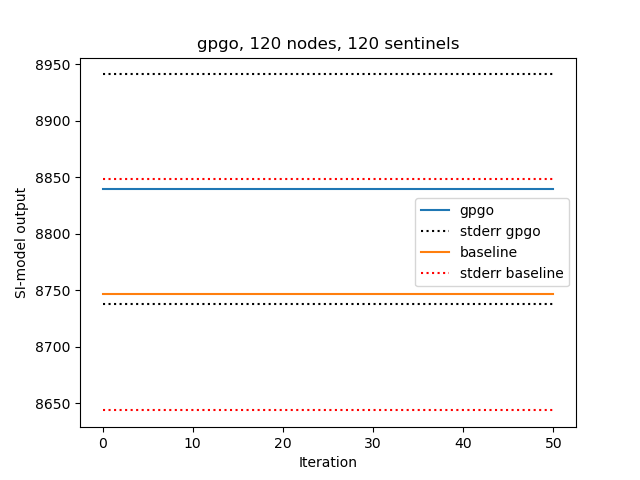 gpgo, 120 nodes, 120 sentinels
SI-model output
8950
8900
8850
8800
8750
8700
8650
gpgo
stderr gpgo
baseline
stderr baseline
0 10 20 30 40 50
Iteration